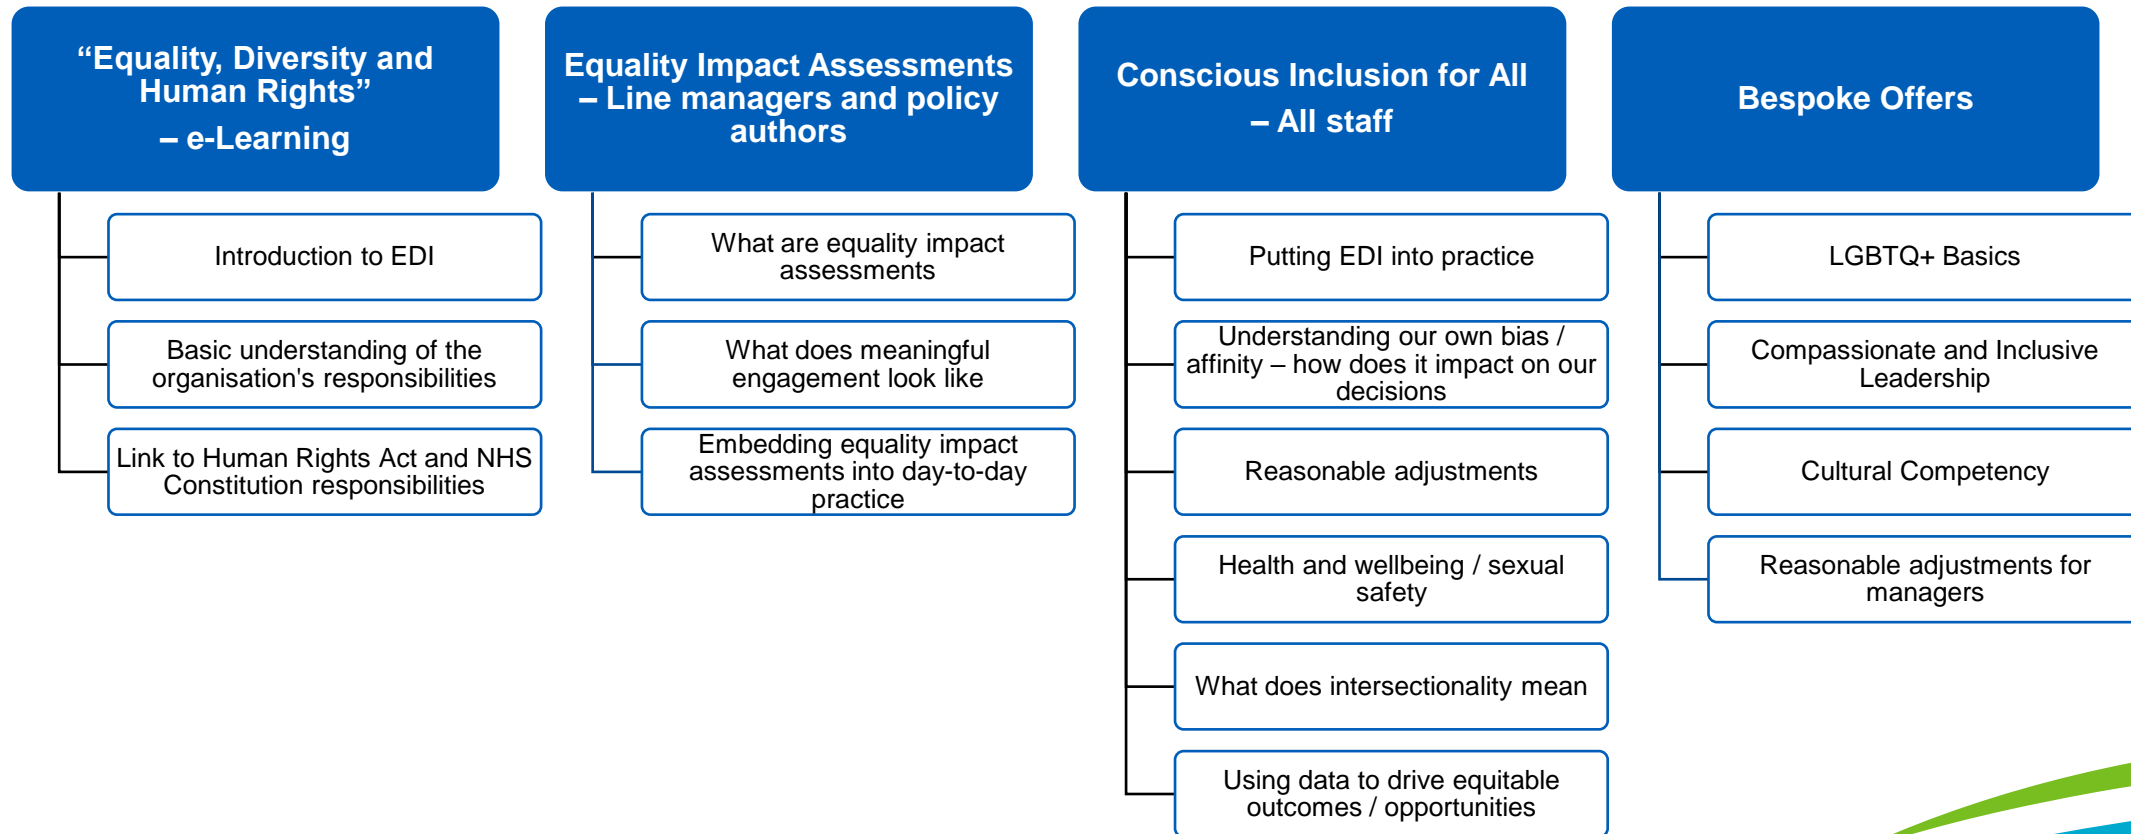 “Equality, Diversity and
Human Rights”
– e-Learning
Introduction to EDI
Basic understanding of the
organisation's responsibilities
Link to Human Rights Act and NHS
Constitution responsibilities
Equality Impact Assessments
– Line managers and policy
authors
What are equality impact
assessments
What does meaningful
engagement look like
Embedding equality impact
assessments into day-to-day
practice
Conscious Inclusion for All
– All staff
Putting EDI into practice
Understanding our own bias /
affinity – how does it impact on our
decisions
Reasonable adjustments
Health and wellbeing / sexual
safety
What does intersectionality mean
Using data to drive equitable
outcomes / opportunities
Bespoke Offers
LGBTQ+ Basics
Compassionate and Inclusive
Leadership
Cultural Competency
Reasonable adjustments for
managers